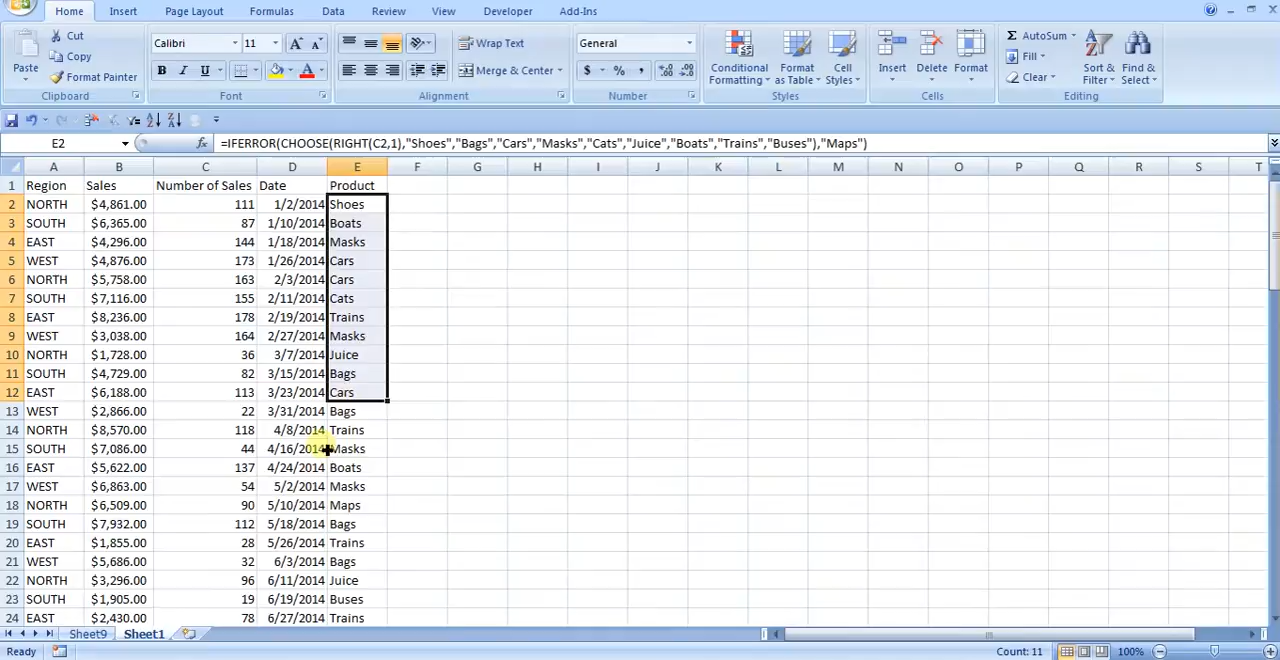 Home Insert Page Layout Formulas Data Review View Developer Add-Ins
Cut
Copy
Format Painter
Paste
Clipboard
Calibri 11
B I U
Font
Wrap Text
Merge & Center
Alignment
General
$ % ,
Number
Conditional Formatting
Format as Table
Cell Styles
Styles
Insert Delete Format
Cells
AutoSum
Fill
Clear
Sort & Filter
Find & Select
Editing
E2 fx =IFERROR(CHOOSE(RIGHT(C2,1),"Shoes","Bags","Cars","Masks","Cats","Juice","Boats","Trains","Buses"),"Maps")
A B C D E F G H I J K L M N O P Q R S T
1 Region Sales Number of Sales Date Product
2 NORTH $4,861.00 111 1/2/2014 Shoes
3 SOUTH $6,365.00 87 1/10/2014 Boats
4 EAST $4,296.00 144 1/18/2014 Masks
5 WEST $4,876.00 173 1/26/2014 Cars
6 NORTH $5,758.00 163 2/3/2014 Cars
7 SOUTH $7,116.00 155 2/11/2014 Cats
8 EAST $8,236.00 178 2/19/2014 Trains
9 WEST $3,038.00 164 2/27/2014 Masks
10 NORTH $1,728.00 36 3/7/2014 Juice
11 SOUTH $4,729.00 82 3/15/2014 Bags
12 EAST $6,188.00 113 3/23/2014 Cars
13 WEST $2,866.00 22 3/31/2014 Bags
14 NORTH $8,570.00 118 4/8/2014 Trains
15 SOUTH $7,086.00 44 4/16/2014 Masks
16 EAST $5,622.00 137 4/24/2014 Boats
17 WEST $6,863.00 54 5/2/2014 Masks
18 NORTH $6,509.00 90 5/10/2014 Maps
19 SOUTH $7,932.00 112 5/18/2014 Bags
20 EAST $1,855.00 28 5/26/2014 Trains
21 WEST $5,686.00 32 6/3/2014 Bags
22 NORTH $3,296.00 96 6/11/2014 Juice
23 SOUTH $1,905.00 19 6/19/2014 Buses
24 EAST $2,430.00 78 6/27/2014 Trains
Sheet9 Sheet1
Ready Count: 11 100%